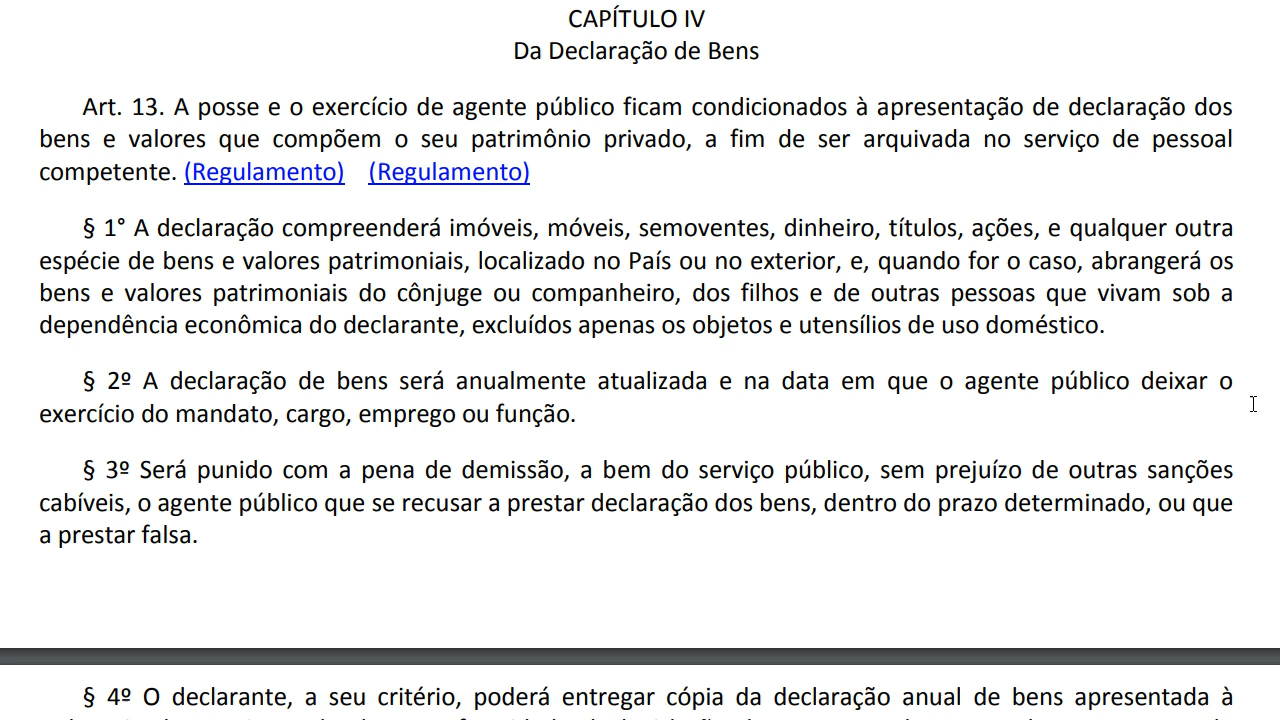 CAPÍTULO IV
Da Declaração de Bens
Art. 13. A posse e o exercício de agente público ficam condicionados à apresentação de declaração dos
bens e valores que compõem o seu patrimônio privado, a fim de ser arquivada no serviço de pessoal
competente. (Regulamento) (Regulamento)
§ 1° A declaração compreenderá imóveis, móveis, semoventes, dinheiro, títulos, ações, e qualquer outra
espécie de bens e valores patrimoniais, localizado no País ou no exterior, e, quando for o caso, abrangerá os
bens e valores patrimoniais do cônjuge ou companheiro, dos filhos e de outras pessoas que vivam sob a
dependência econômica do declarante, excluídos apenas os objetos e utensílios de uso doméstico.
§ 2º A declaração de bens será anualmente atualizada e na data em que o agente público deixar o
exercício do mandato, cargo, emprego ou função.
§ 3º Será punido com a pena de demissão, a bem do serviço público, sem prejuízo de outras sanções
cabíveis, o agente público que se recusar a prestar declaração dos bens, dentro do prazo determinado, ou que
a prestar falsa.
§ 4º O declarante, a seu critério, poderá entregar cópia da declaração anual de bens apresentada à